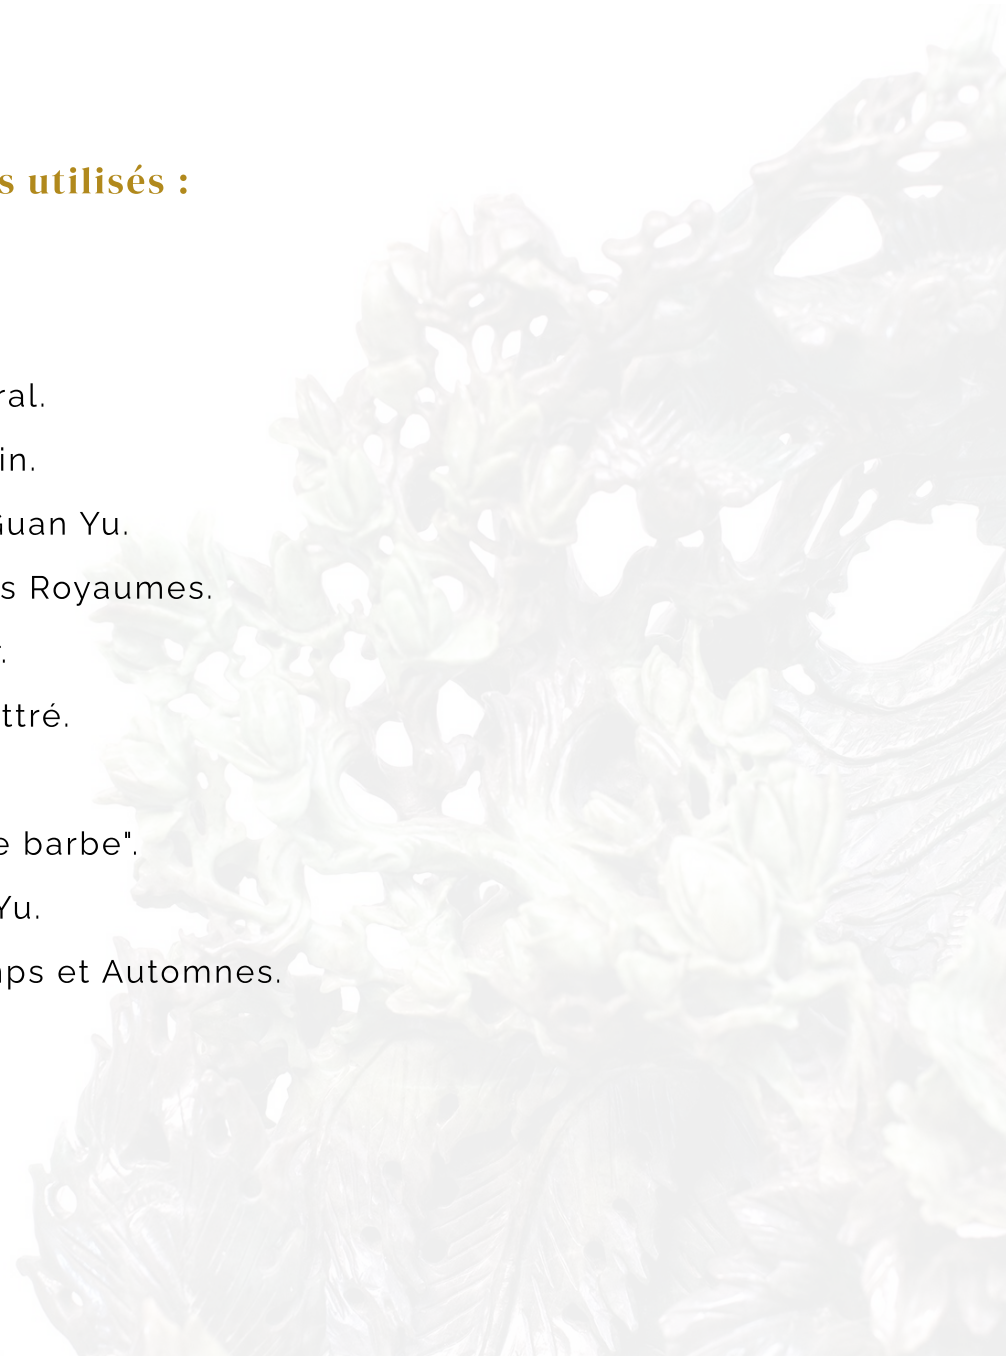 s utilisés :
ral.
in.
Guan Yu.
s Royaumes.
.
ttré.
e barbe".
Yu.
nps et Automnes.